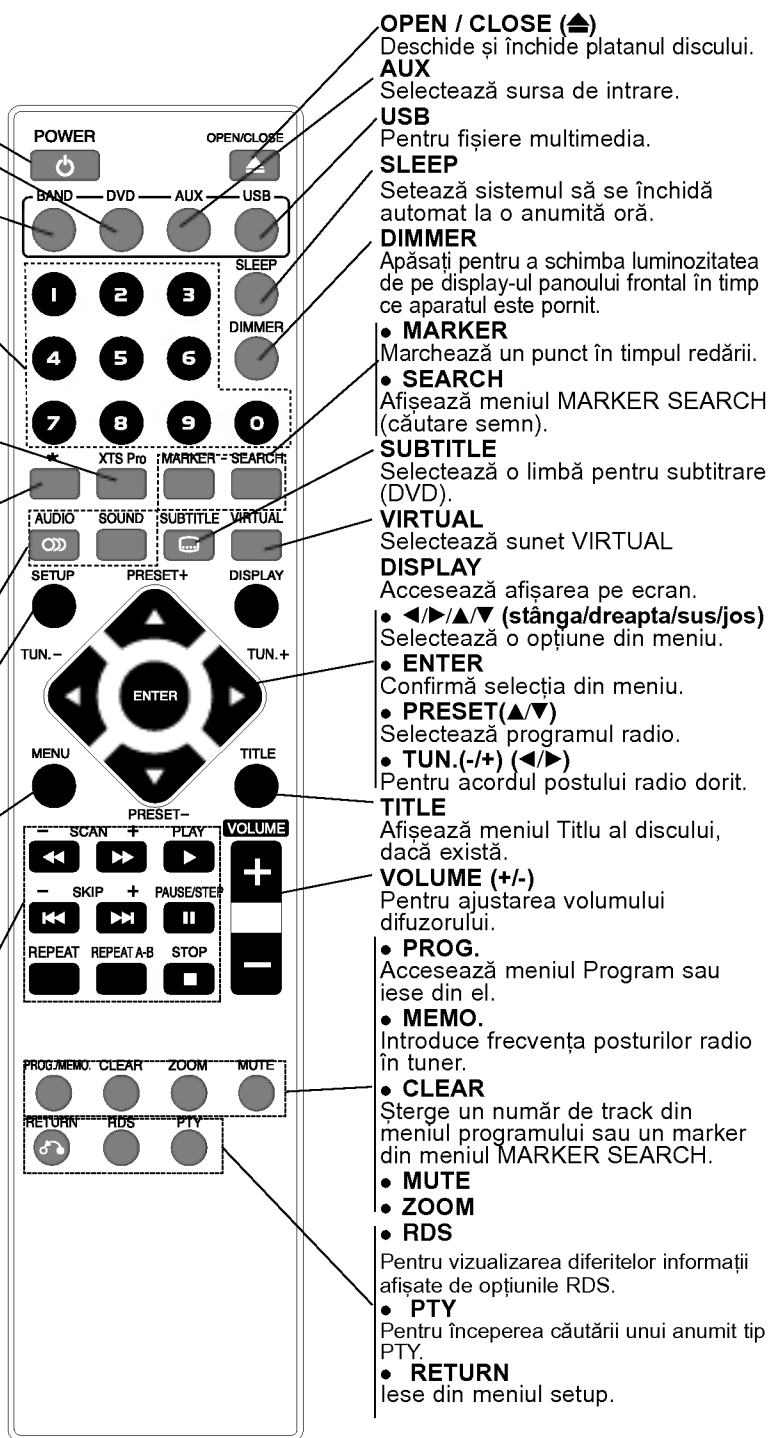 OPEN / CLOSE (⏏)
Deschide și închide platanul discului.
AUX
Selectează sursa de intrare.
USB
Pentru fișiere multimedia.
SLEEP
Setează sistemul să se închidă
automat la o anumită oră.
DIMMER
Apăsați pentru a schimba luminozitatea
de pe display-ul panoului frontal în timp
ce aparatul este pornit.
• MARKER
Marchează un punct în timpul redării.
• SEARCH
Afișează meniul MARKER SEARCH
(căutare semn).
SUBTITLE
Selectează o limbă pentru subtitrare
(DVD).
VIRTUAL
Selectează sunet VIRTUAL
DISPLAY
Accesează afișarea pe ecran.
• ◀/▶/▲/▼ (stânga/dreapta/sus/jos)
Selectează o opțiune din meniu.
• ENTER
Confirmă selecția din meniu.
• PRESET(▲/▼)
Selectează programul radio.
• TUN.(-/+) (◀/▶)
Pentru acordul postului radio dorit.
TITLE
Afișează meniul Titlu al discului,
dacă există.
VOLUME (+/-)
Pentru ajustarea volumului
difuzorului.
• PROG.
Accesează meniul Program sau
iese din el.
• MEMO.
Introduce frecvența posturilor radio
în tuner.
• CLEAR
Șterge un număr de track din
meniul programului sau un marker
din meniul MARKER SEARCH.
• MUTE
• ZOOM
• RDS
Pentru vizualizarea diferitelor informații
afișate de opțiunile RDS.
• PTY
Pentru începerea căutării unui anumit tip
PTY.
• RETURN
Iese din meniul setup.
POWER OPEN/CLOSE
BAND DVD AUX USB
SLEEP
1 2 3
DIMMER
4 5 6
7 8 9 0
* XTS Pro MARKER SEARCH
AUDIO SOUND SUBTITLE VIRTUAL
SETUP PRESET+ DISPLAY
TUN.- TUN.+
ENTER
MENU TITLE
PRESET-
- SCAN + PLAY VOLUME
+
- SKIP + PAUSE/STEP
REPEAT REPEAT A-B STOP
-
PROG./MEMO. CLEAR ZOOM MUTE
RETURN RDS PTY